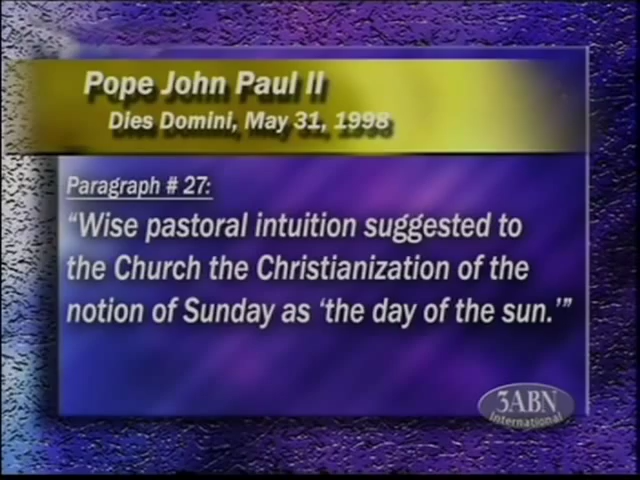 Pope John Paul II
Dies Domini, May 31, 1998
Paragraph # 27:
“Wise pastoral intuition suggested to
the Church the Christianization of the
notion of Sunday as ‘the day of the sun.’”
3ABN
International